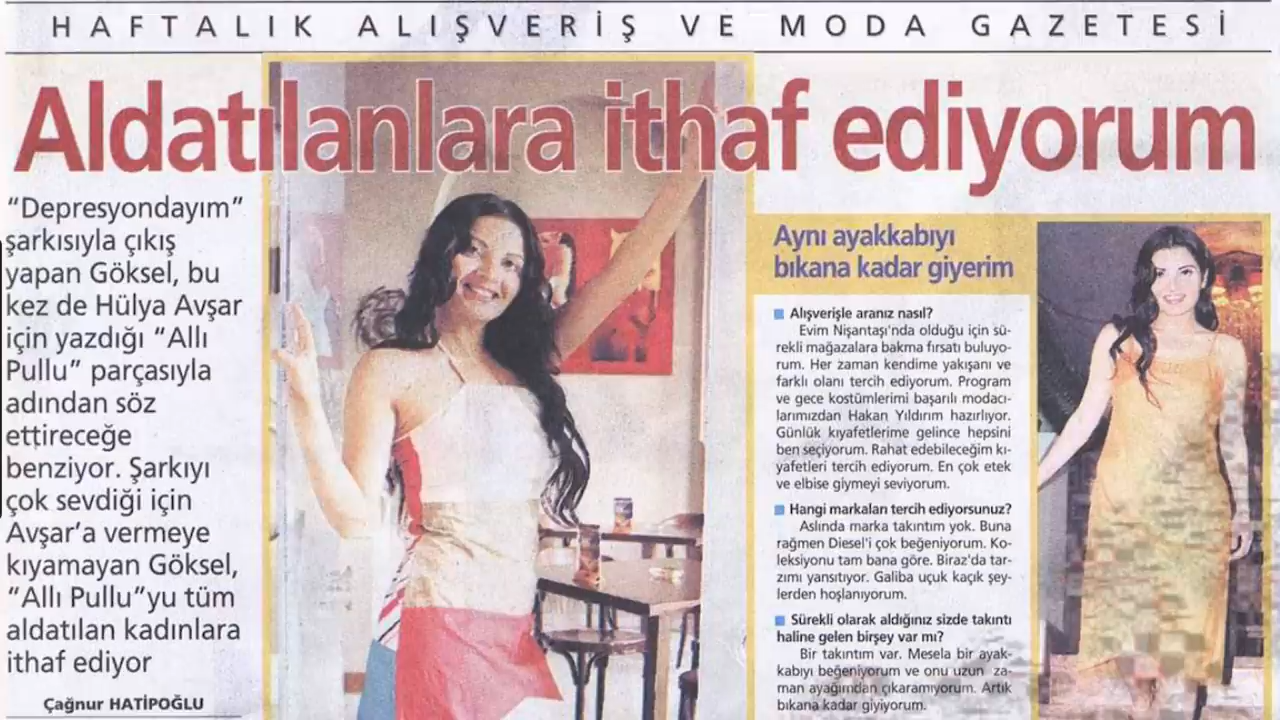 HAFTALIK ALIŞVERİŞ VE MODA GAZETESİ
Aldatılanlara ithaf ediyorum
“Depresyondayım”
şarkısıyla çıkış
yapan Göksel, bu
kez de Hülya Avşar
için yazdığı “Allı
Pullu” parçasıyla
adından söz
ettireceğe
benziyor. Şarkıyı
çok sevdiği için
Avşar’a vermeye
kıyamayan Göksel,
“Allı Pullu”yu tüm
aldatılan kadınlara
ithaf ediyor
Çağnur HATİPOĞLU
Aynı ayakkabıyı
bıkana kadar giyerim
Alışverişle aranız nasıl?
Evim Nişantaşı'nda olduğu için sü-
rekli mağazalara bakma fırsatı buluyo-
rum. Her zaman kendime yakışanı ve
farklı olanı tercih ediyorum. Program
ve gece kostümlerimi başarılı modacı-
larımızdan Hakan Yıldırım hazırlıyor.
Günlük kıyafetlerime gelince hepsini
ben seçiyorum. Rahat edebileceğim kı-
yafetleri tercih ediyorum. En çok etek
ve elbise giymeyi seviyorum.
Hangi markaları tercih ediyorsunuz?
Aslında marka takıntım yok. Buna
rağmen Diesel'i çok beğeniyorum. Ko-
leksiyonu tam bana göre. Biraz'da tar-
zımı yansıtıyor. Galiba uçuk kaçık şey-
lerden hoşlanıyorum.
Sürekli olarak aldığınız sizde takıntı
haline gelen birşey var mı?
Bir takıntım var. Mesela bir ayak-
kabıyı beğeniyorum ve onu uzun za-
man ayağımdan çıkaramıyorum. Artık
bıkana kadar giyiyorum.